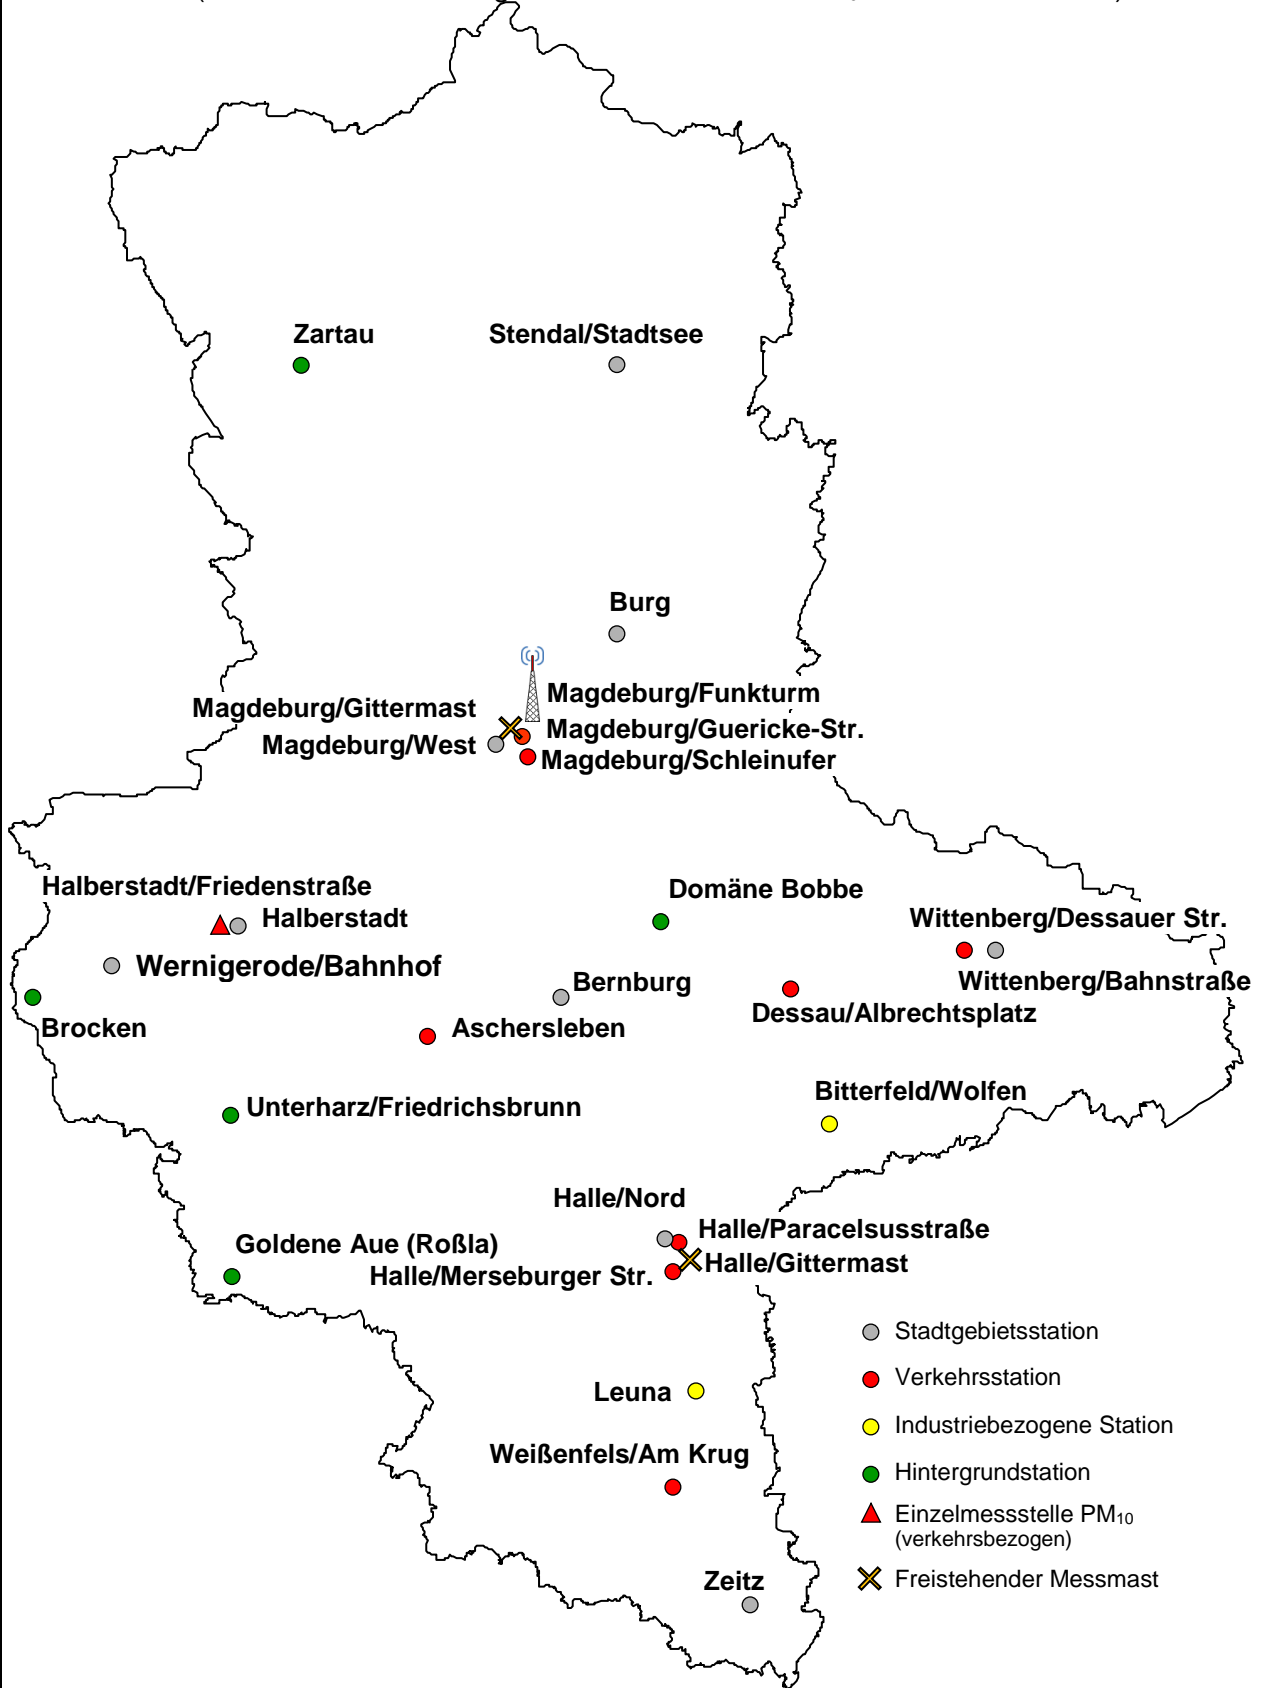 Zartau
Stendal/Stadtsee
Burg
Magdeburg/Funkturm
Magdeburg/Gittermast
Magdeburg/Guericke-Str.
Magdeburg/West
Magdeburg/Schleinufer
Halberstadt/Friedenstraße
Domäne Bobbe
Halberstadt
Wittenberg/Dessauer Str.
Wernigerode/Bahnhof
Bernburg
Wittenberg/Bahnstraße
Dessau/Albrechtsplatz
Brocken
Aschersleben
Bitterfeld/Wolfen
Unterharz/Friedrichsbrunn
Halle/Nord
Halle/Paracelsusstraße
Goldene Aue (Roßla)
Halle/Gittermast
Halle/Merseburger Str.
Leuna
Weißenfels/Am Krug
Zeitz
Stadtgebietsstation
Verkehrsstation
Industriebezogene Station
Hintergrundstation
Einzelmessstelle PM₁₀
(verkehrsbezogen)
Freistehender Messmast